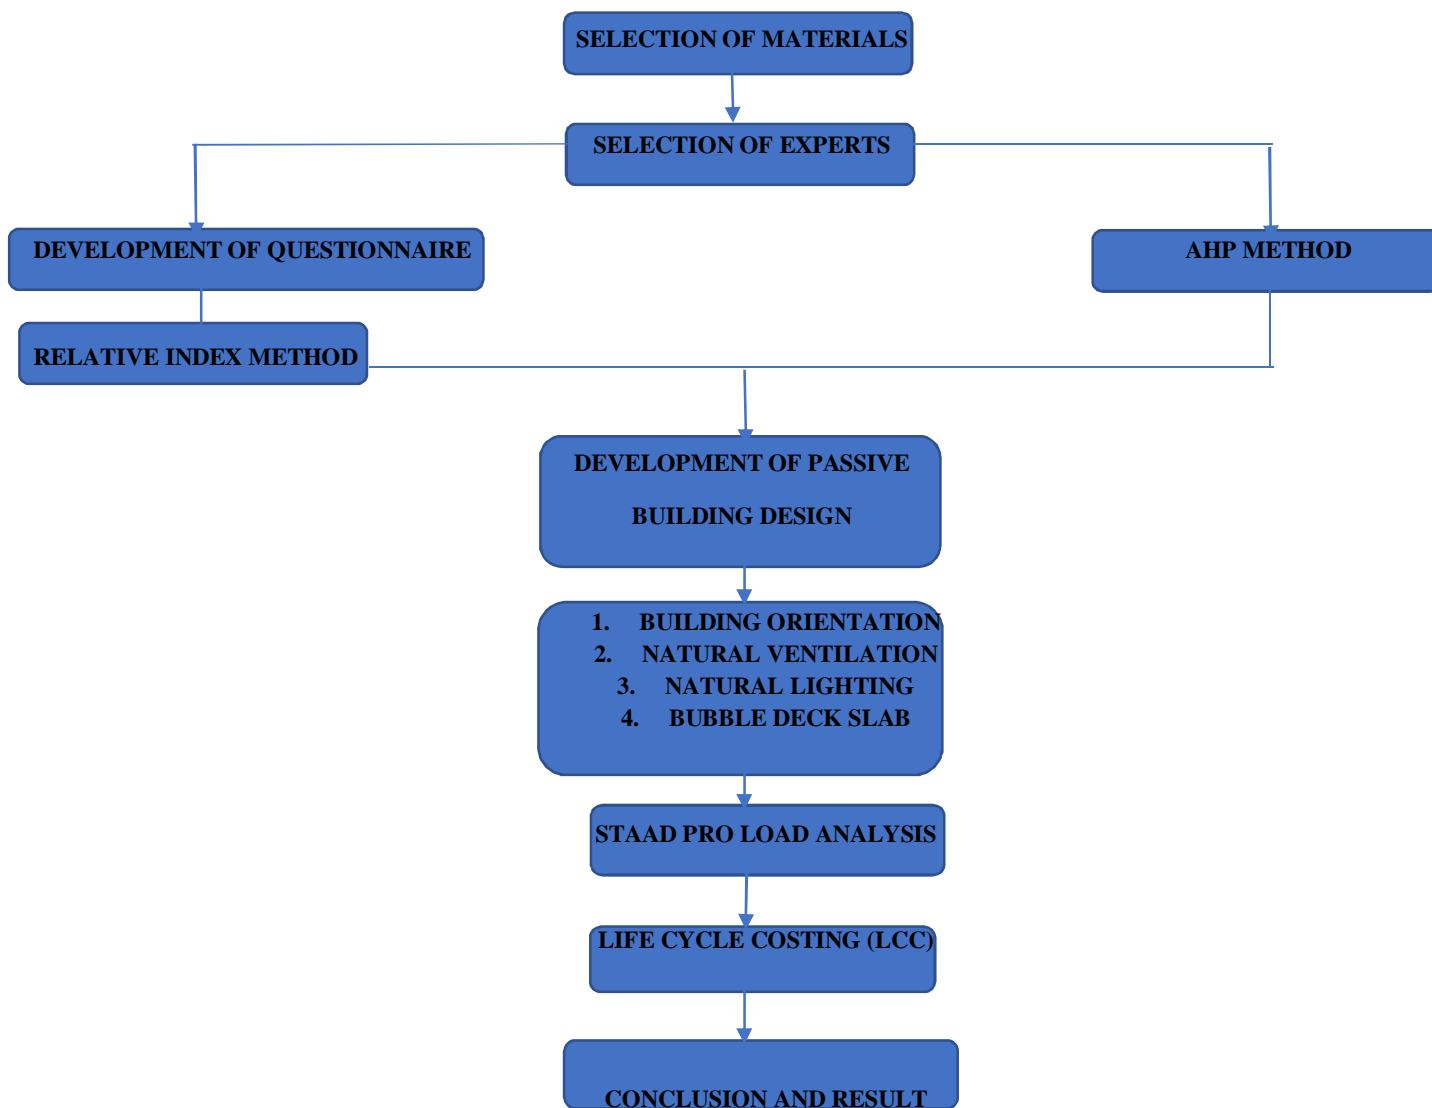 SELECTION OF MATERIALS
SELECTION OF EXPERTS
DEVELOPMENT OF QUESTIONNAIRE
AHP METHOD
RELATIVE INDEX METHOD
DEVELOPMENT OF PASSIVE
BUILDING DESIGN
1. BUILDING ORIENTATION
2. NATURAL VENTILATION
3. NATURAL LIGHTING
4. BUBBLE DECK SLAB
STAAD PRO LOAD ANALYSIS
LIFE CYCLE COSTING (LCC)
CONCLUSION AND RESULT